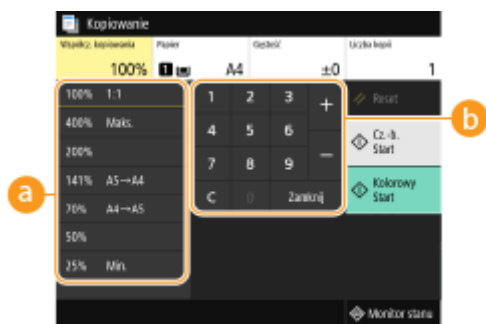 Kopiowanie
Współcz. kopiowania Papier Gęstość Liczba kopii
100% 1 A4 ±0 1
100% 1:1
400% Maks.
200%
141% A5→A4
70% A4→A5
50%
25% Min.
1 2 3 +
4 5 6
7 8 9 −
C 0 Zamknij
Reset
Cz.-b.
Start
Kolorowy
Start
Monitor stanu
a
b